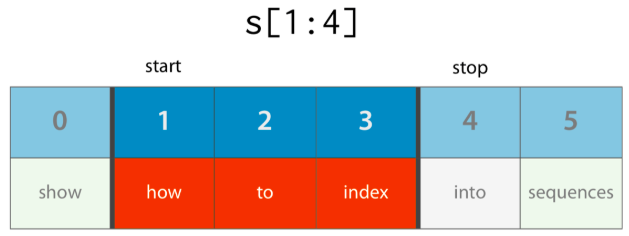 s[1:4]
start stop
0 1 2 3 4 5
show how to index into sequences